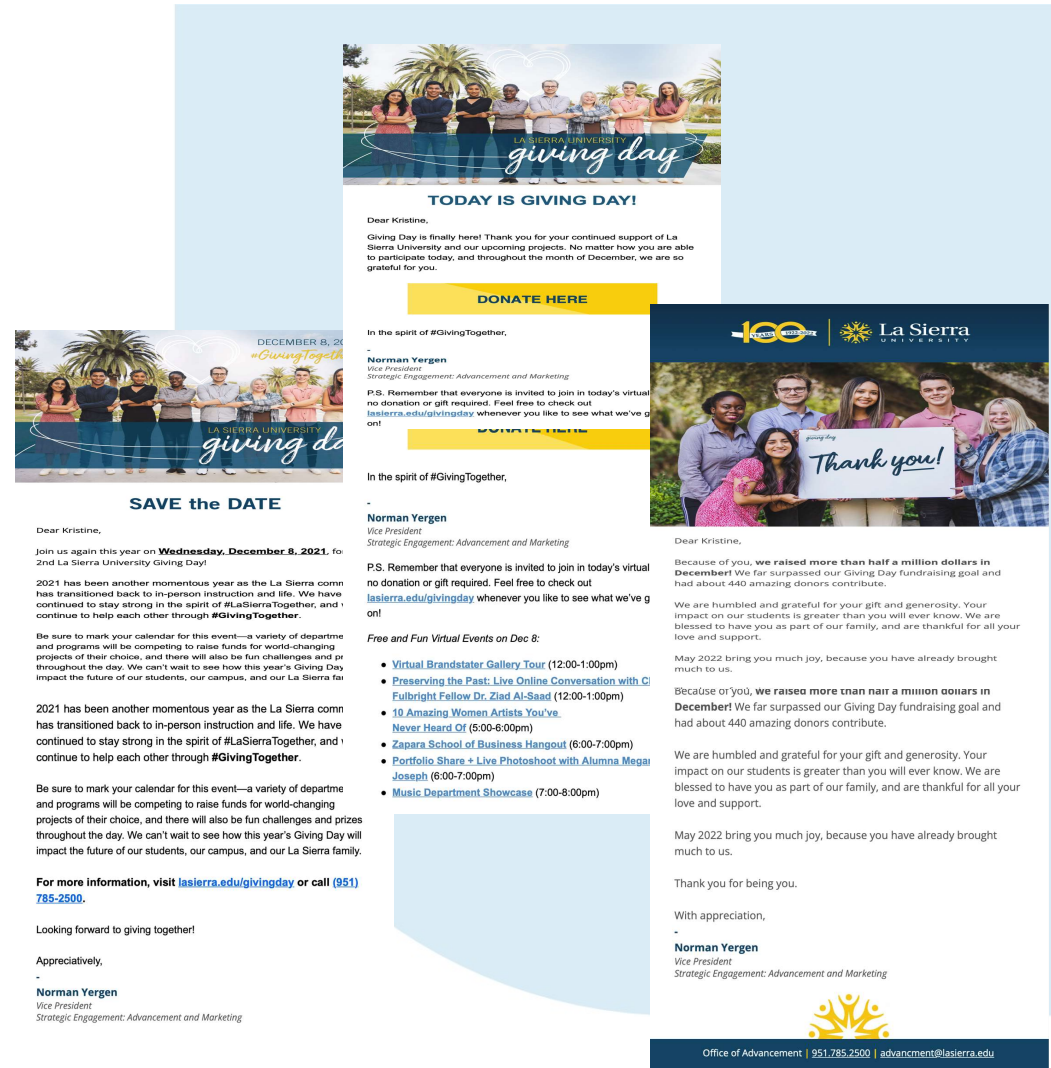 LA SIERRA UNIVERSITY
giving day
TODAY IS GIVING DAY!
Dear Kristine,
Giving Day is finally here! Thank you for your continued support of La
Sierra University and our upcoming projects. No matter how you are able
to participate today, and throughout the month of December, we are so
grateful for you.
DONATE HERE
In the spirit of #GivingTogether,
-
Norman Yergen
Vice President
Strategic Engagement: Advancement and Marketing
P.S. Remember that everyone is invited to join in today's virtual
no donation or gift required. Feel free to check out
lasierra.edu/givingday whenever you like to see what we've g
on!
DONATE HERE
In the spirit of #GivingTogether,
-
Norman Yergen
Vice President
Strategic Engagement: Advancement and Marketing
P.S. Remember that everyone is invited to join in today's virtual
no donation or gift required. Feel free to check out
lasierra.edu/givingday whenever you like to see what we've g
on!
Free and Fun Virtual Events on Dec 8:
• Virtual Brandstater Gallery Tour (12:00-1:00pm)
• Preserving the Past: Live Online Conversation with
Fulbright Fellow Dr. Ziad Al-Saad (12:00-1:00pm)
• 10 Amazing Women Artists You've
Never Heard Of (5:00-6:00pm)
• Zapara School of Business Hangout (6:00-7:00pm)
• Portfolio Share + Live Photoshoot with Alumna Megan
Joseph (6:00-7:00pm)
• Music Department Showcase (7:00-8:00pm)
DECEMBER 8, 20
#GivingTogeth
LA SIERRA UNIVERSITY
giving da
SAVE the DATE
Dear Kristine,
Join us again this year on Wednesday, December 8, 2021, fo
2nd La Sierra University Giving Day!
2021 has been another momentous year as the La Sierra comm
has transitioned back to in-person instruction and life. We have
continued to stay strong in the spirit of #LaSierraTogether, and
continue to help each other through #GivingTogether.
Be sure to mark your calendar for this event—a variety of departme
and programs will be competing to raise funds for world-changing
projects of their choice, and there will also be fun challenges and pr
throughout the day. We can't wait to see how this year's Giving Day
impact the future of our students, our campus, and our La Sierra fa
2021 has been another momentous year as the La Sierra comm
has transitioned back to in-person instruction and life. We have
continued to stay strong in the spirit of #LaSierraTogether, and
continue to help each other through #GivingTogether.
Be sure to mark your calendar for this event—a variety of departme
and programs will be competing to raise funds for world-changing
projects of their choice, and there will also be fun challenges and prizes
throughout the day. We can't wait to see how this year's Giving Day will
impact the future of our students, our campus, and our La Sierra family.
For more information, visit lasierra.edu/givingday or call (951)
785-2500.
Looking forward to giving together!
Appreciatively,
-
Norman Yergen
Vice President
Strategic Engagement: Advancement and Marketing
100 YEARS 1922-2022
La Sierra
UNIVERSITY
giving day
Thank you!
Dear Kristine,
Because of you, we raised more than half a million dollars in
December! We far surpassed our Giving Day fundraising goal and
had about 440 amazing donors contribute.
We are humbled and grateful for your gift and generosity. Your
impact on our students is greater than you will ever know. We are
blessed to have you as part of our family, and are thankful for all your
love and support.
May 2022 bring you much joy, because you have already brought
much to us.
Because of you, we raised more than half a million dollars in
December! We far surpassed our Giving Day fundraising goal and
had about 440 amazing donors contribute.
We are humbled and grateful for your gift and generosity. Your
impact on our students is greater than you will ever know. We are
blessed to have you as part of our family, and are thankful for all your
love and support.
May 2022 bring you much joy, because you have already brought
much to us.
Thank you for being you.
With appreciation,
-
Norman Yergen
Vice President
Strategic Engagement: Advancement and Marketing
Office of Advancement | 951.785.2500 | advancment@lasierra.edu